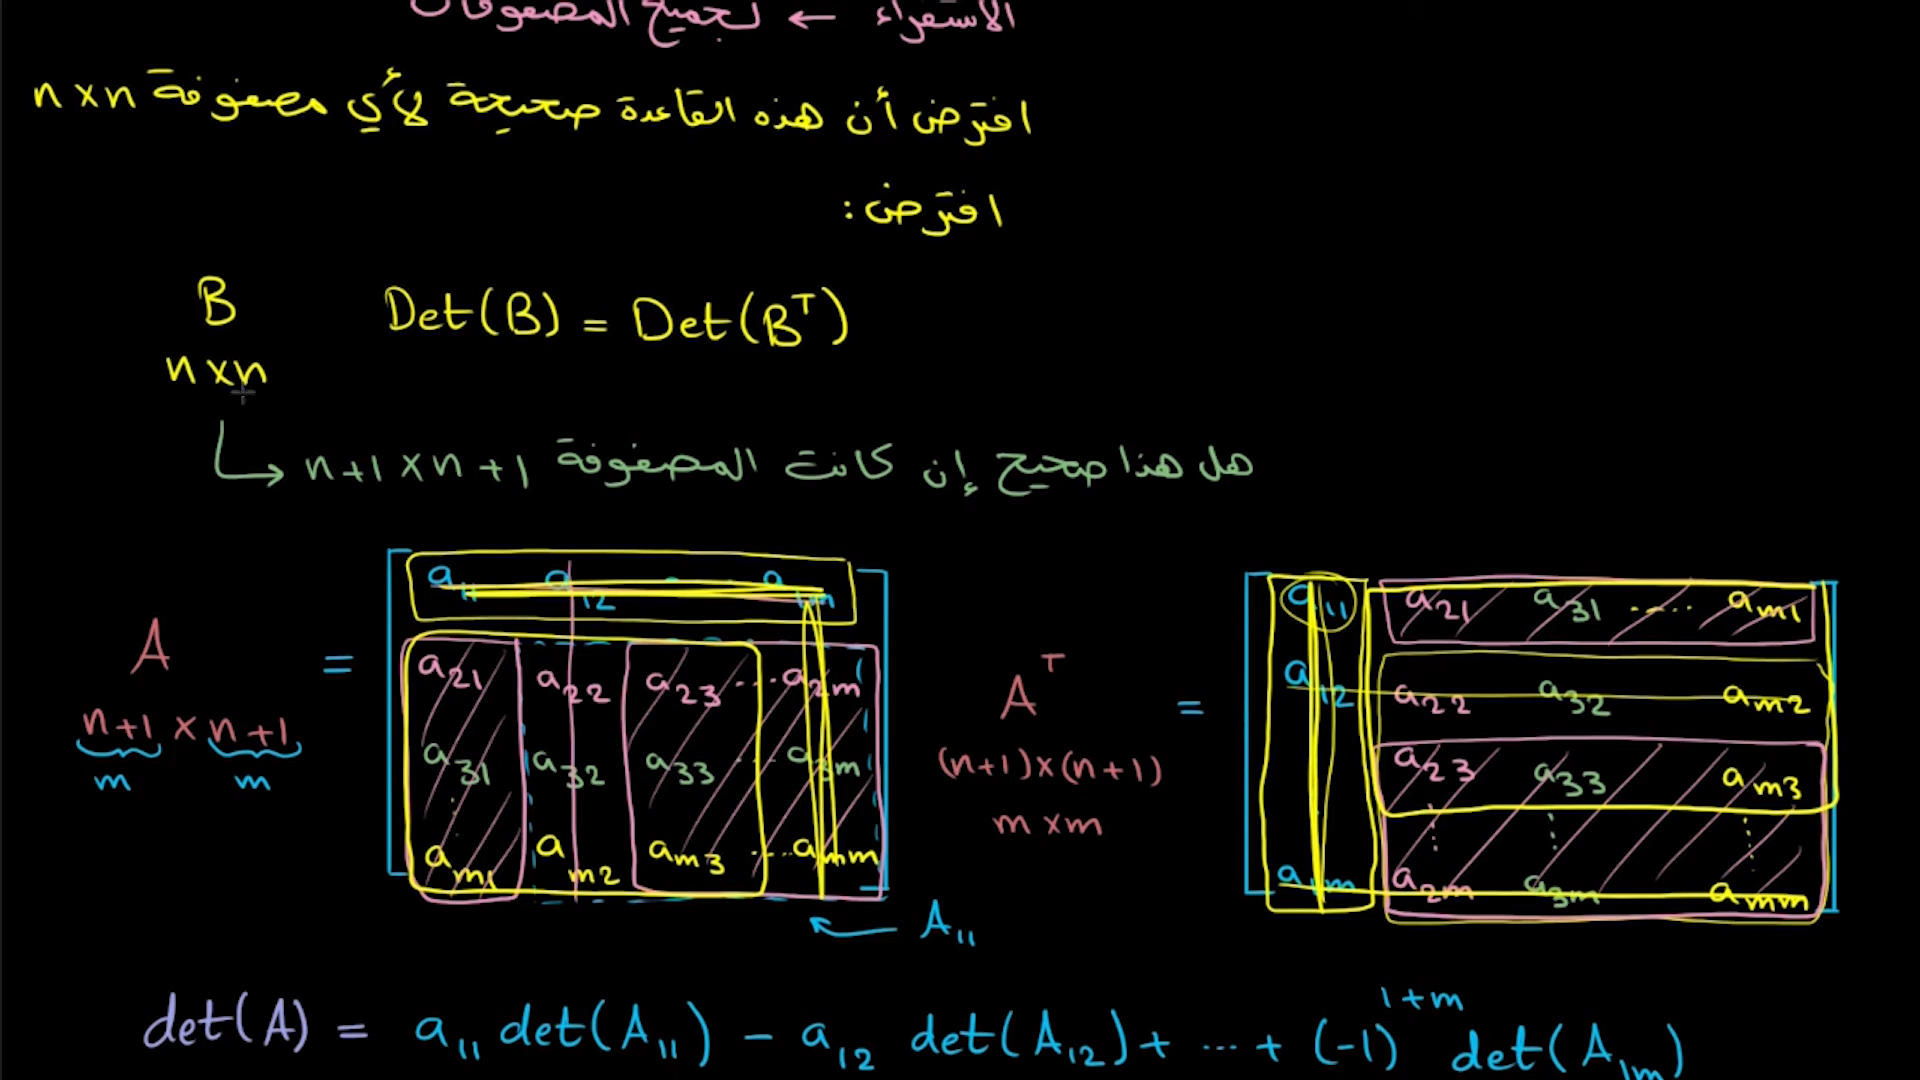 الاستقراء ← لجميع المصفوفات
افترض أن هذه القاعدة صحيحة لأي مصفوفة n×n
افترض:
B Det(B) = Det(Bᵀ)
n×n
هل هذا صحيح إن كانت المصفوفة n+1×n+1
A = [a₁₁ a₁₂ ... a₁ₘ
a₂₁ a₂₂ a₂₃ ... a₂ₘ
a₃₁ a₃₂ a₃₃ ... a₃ₘ
aₘ₁ aₘ₂ aₘ₃ ... aₘₘ]
n+1 × n+1
m m
A₁₁
Aᵀ = [a₁₁ a₂₁ a₃₁ ..... aₘ₁
a₁₂ a₂₂ a₃₂ aₘ₂
a₂₃ a₃₃ aₘ₃
a₁ₘ a₂ₘ a₃ₘ aₘₘ]
(n+1)×(n+1)
m×m
det(A) = a₁₁ det(A₁₁) − a₁₂ det(A₁₂) + ... + (-1)¹⁺ᵐ det(A₁ₘ)